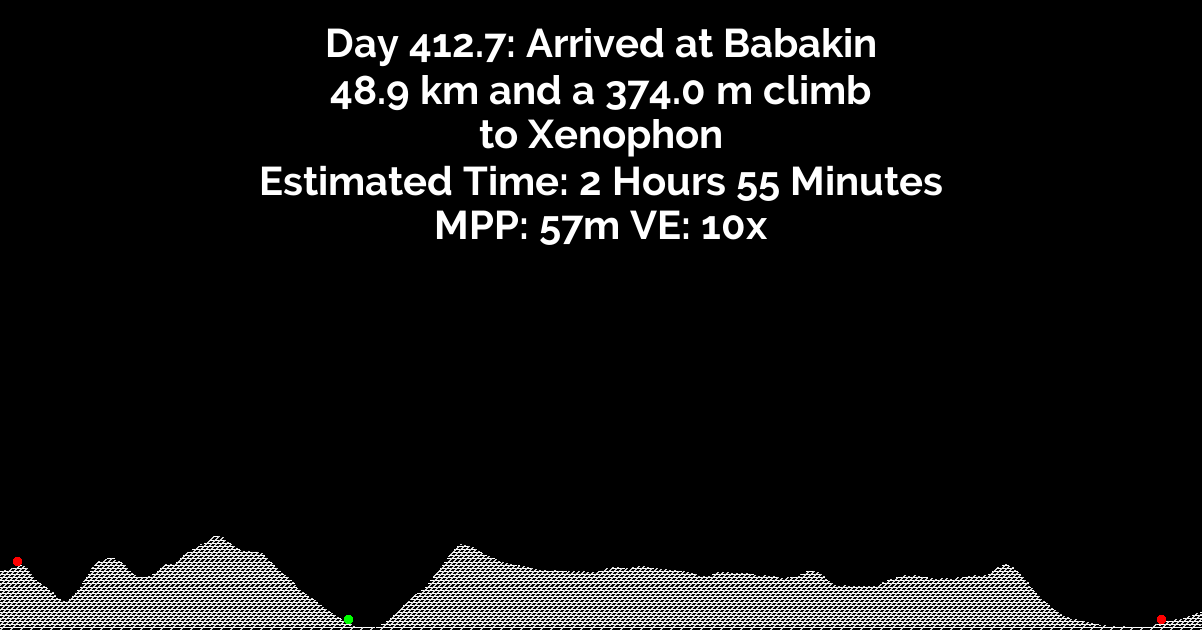 Day 412.7: Arrived at Babakin
48.9 km and a 374.0 m climb
to Xenophon
Estimated Time: 2 Hours 55 Minutes
MPP: 57m VE: 10x